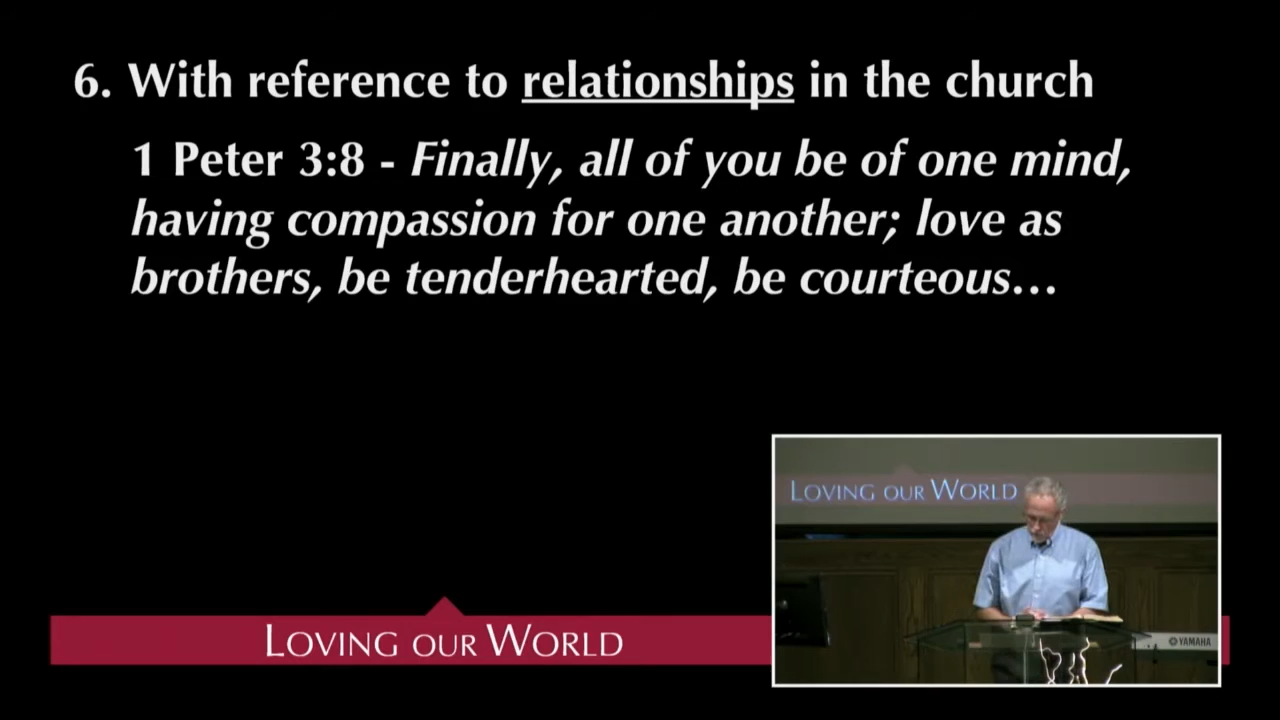 6. With reference to relationships in the church
1 Peter 3:8 - Finally, all of you be of one mind,
having compassion for one another; love as
brothers, be tenderhearted, be courteous…
LOVING OUR WORLD
LOVING OUR WORLD
YAMAHA